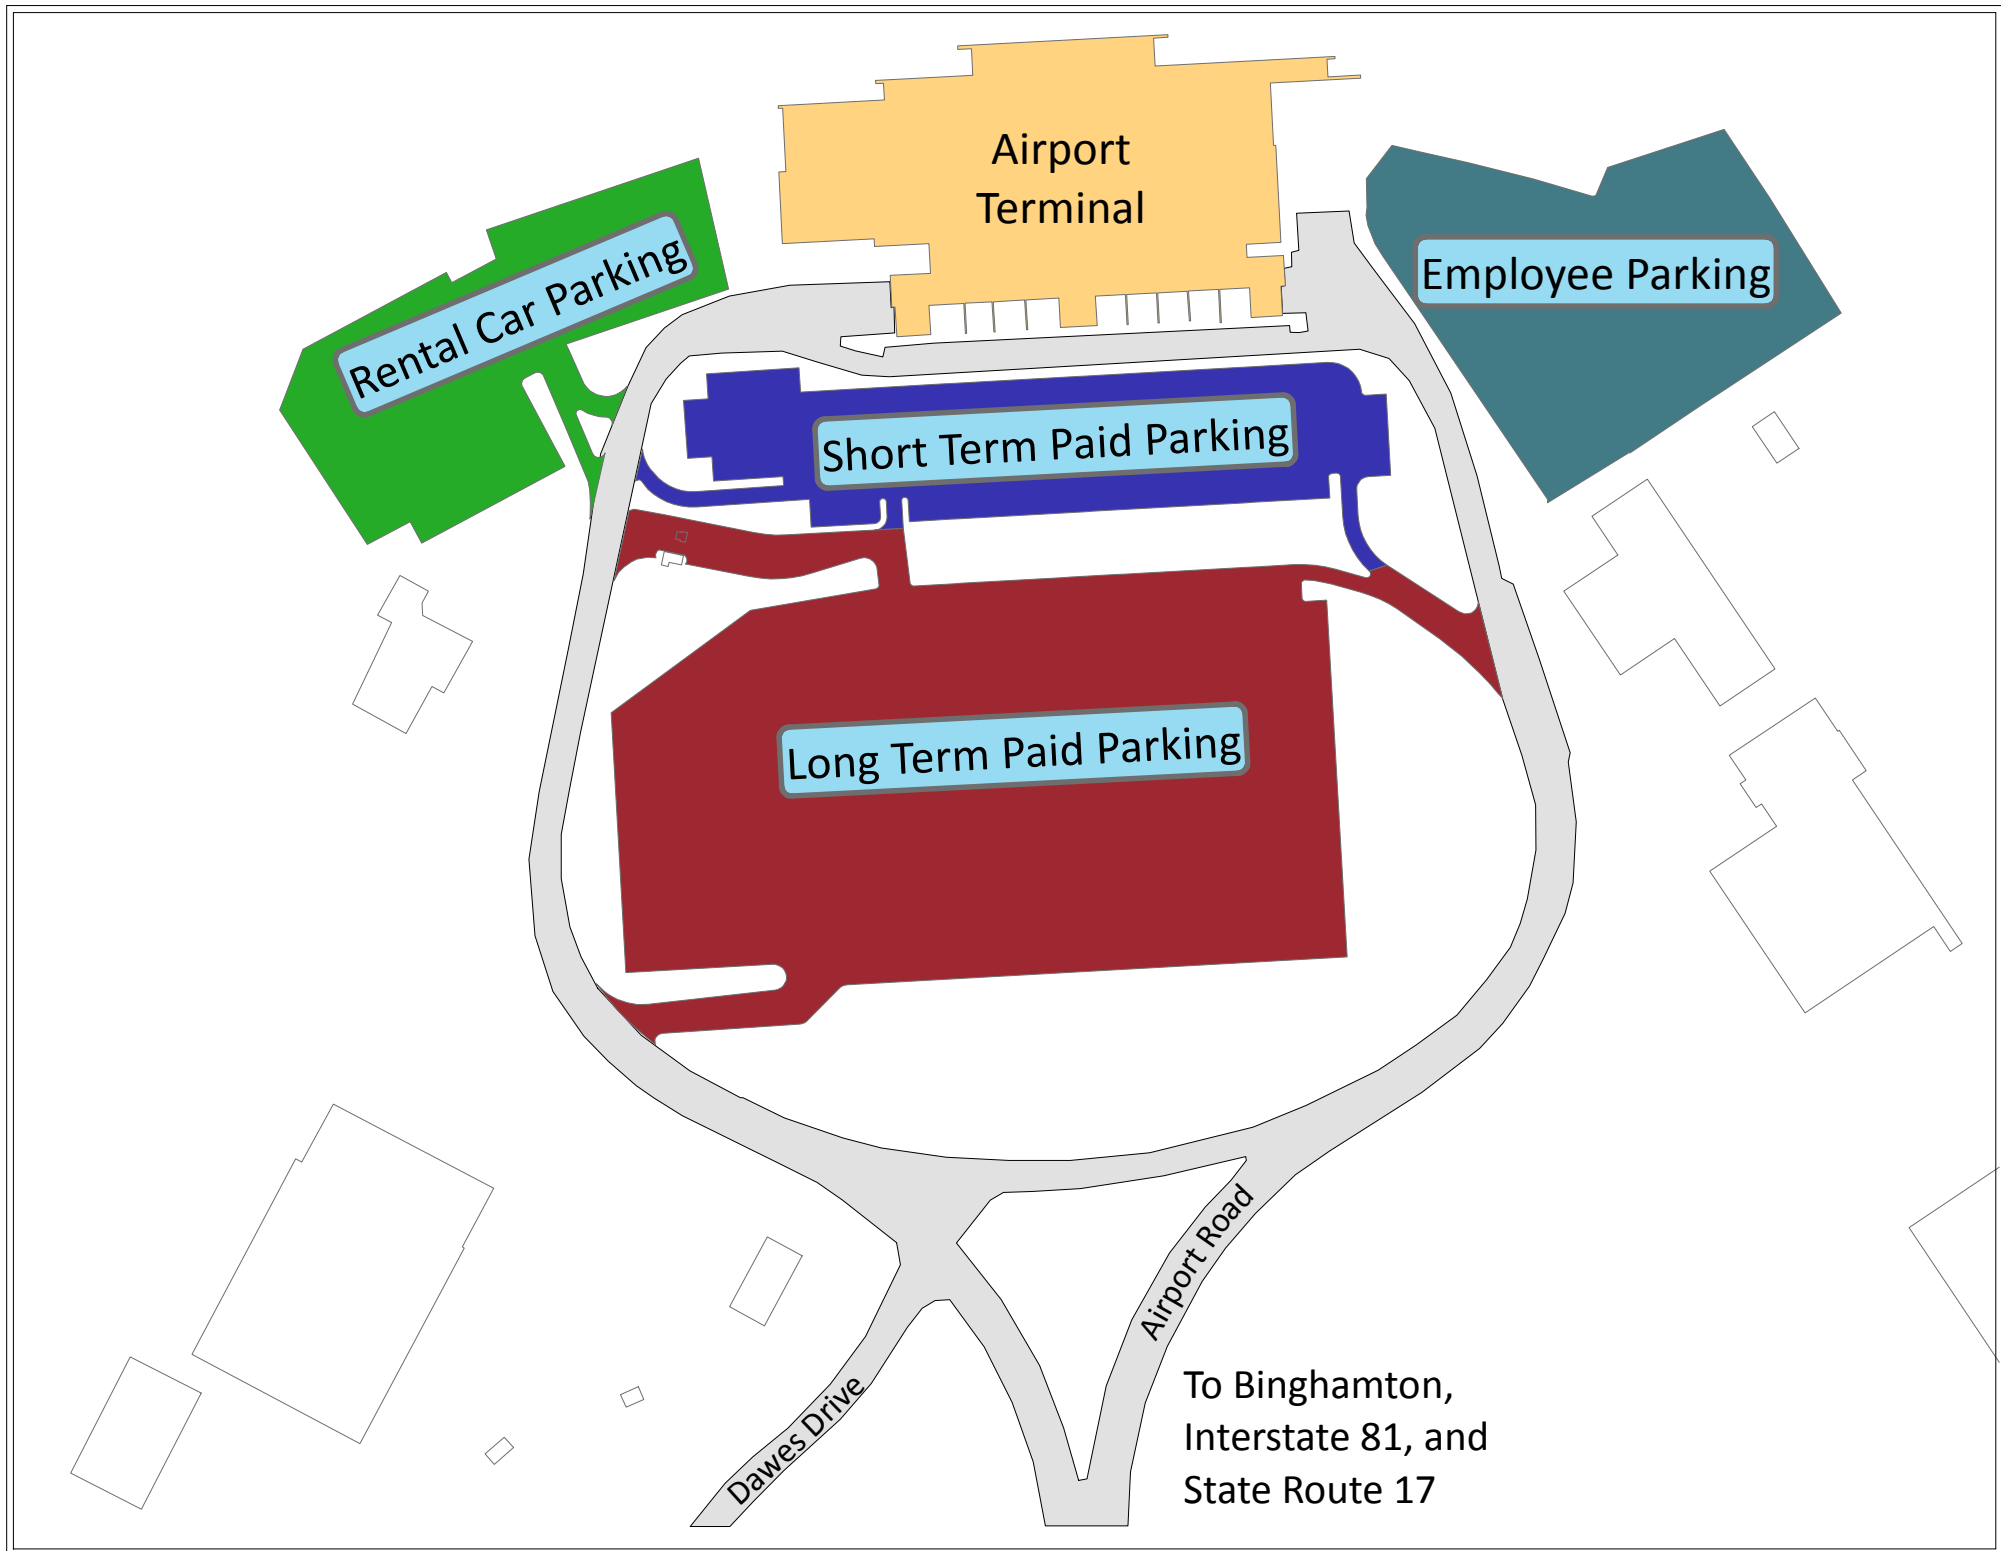 Airport
Terminal
Rental Car Parking
Employee Parking
Short Term Paid Parking
Long Term Paid Parking
Airport Road
Dawes Drive
To Binghamton,
Interstate 81, and
State Route 17